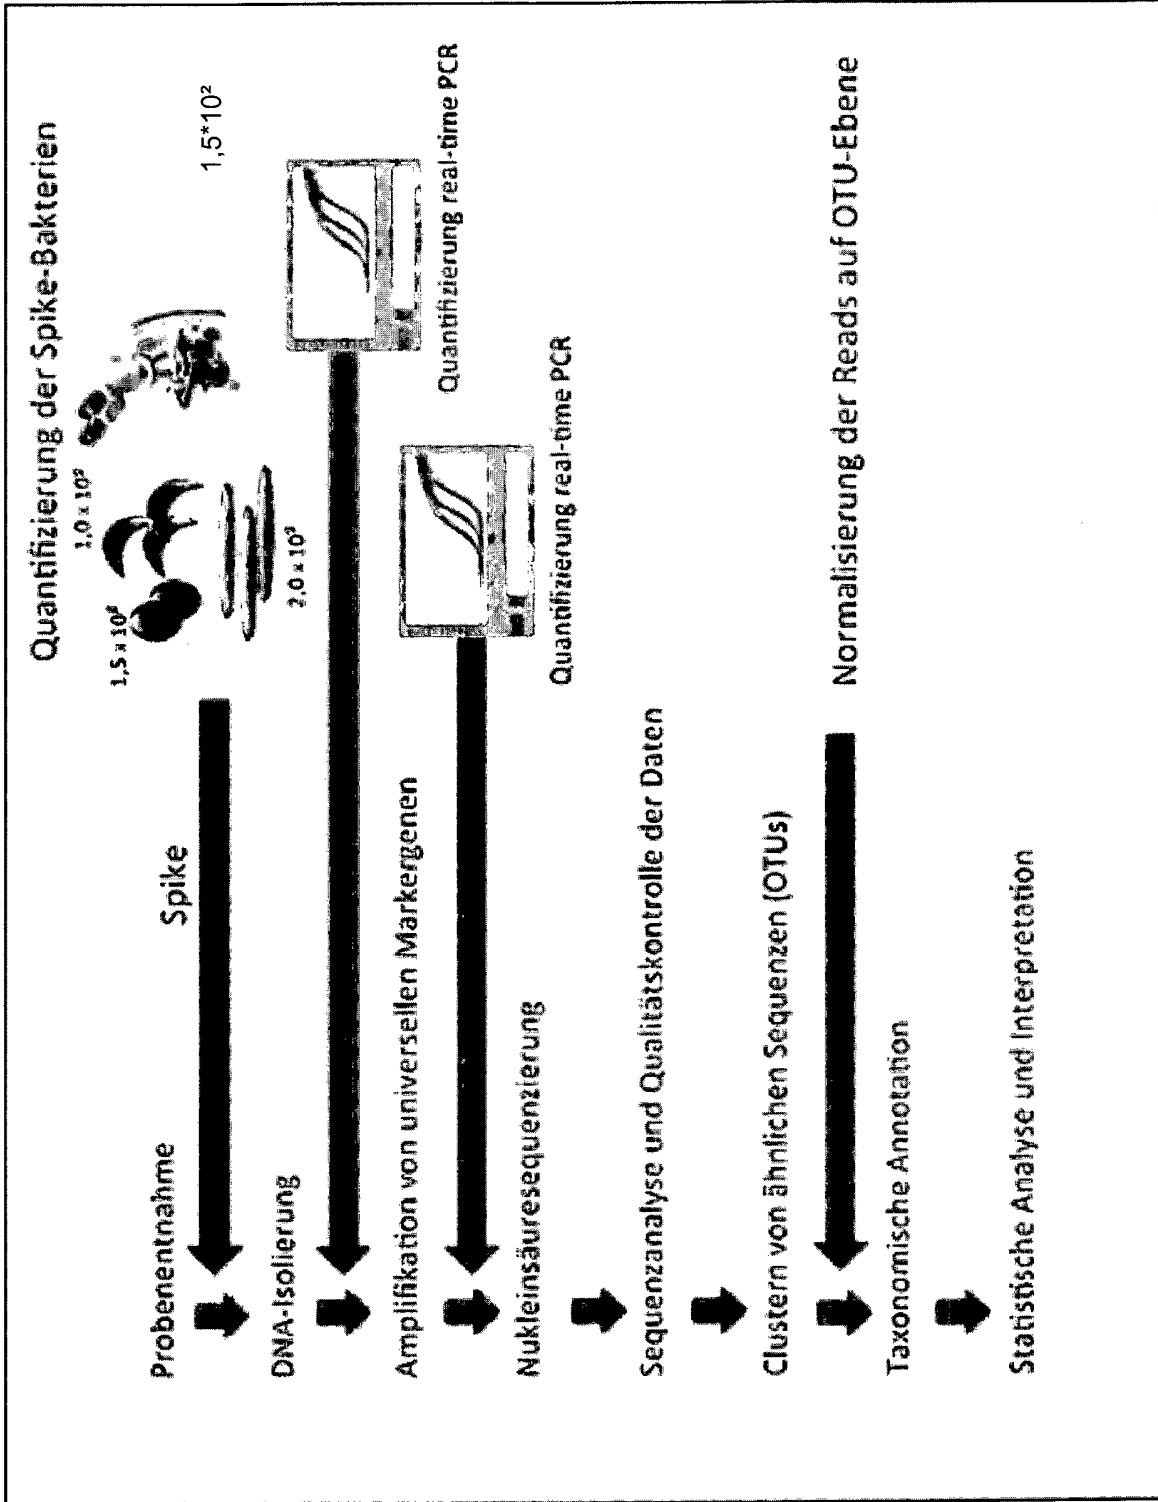 Quantifizierung der Spike-Bakterien
1,5 x 10²
1,0 x 10²
2,0 x 10²
1,5*10²
Probenentnahme
Spike
DNA-Isolierung
Quantifizierung real-time PCR
Amplifikation von universellen Markergenen
Quantifizierung real-time PCR
Nukleinsäuresequenzierung
Sequenzanalyse und Qualitätskontrolle der Daten
Clustern von ähnlichen Sequenzen (OTUs)
Normalisierung der Reads auf OTU-Ebene
Taxonomische Annotation
Statistische Analyse und Interpretation